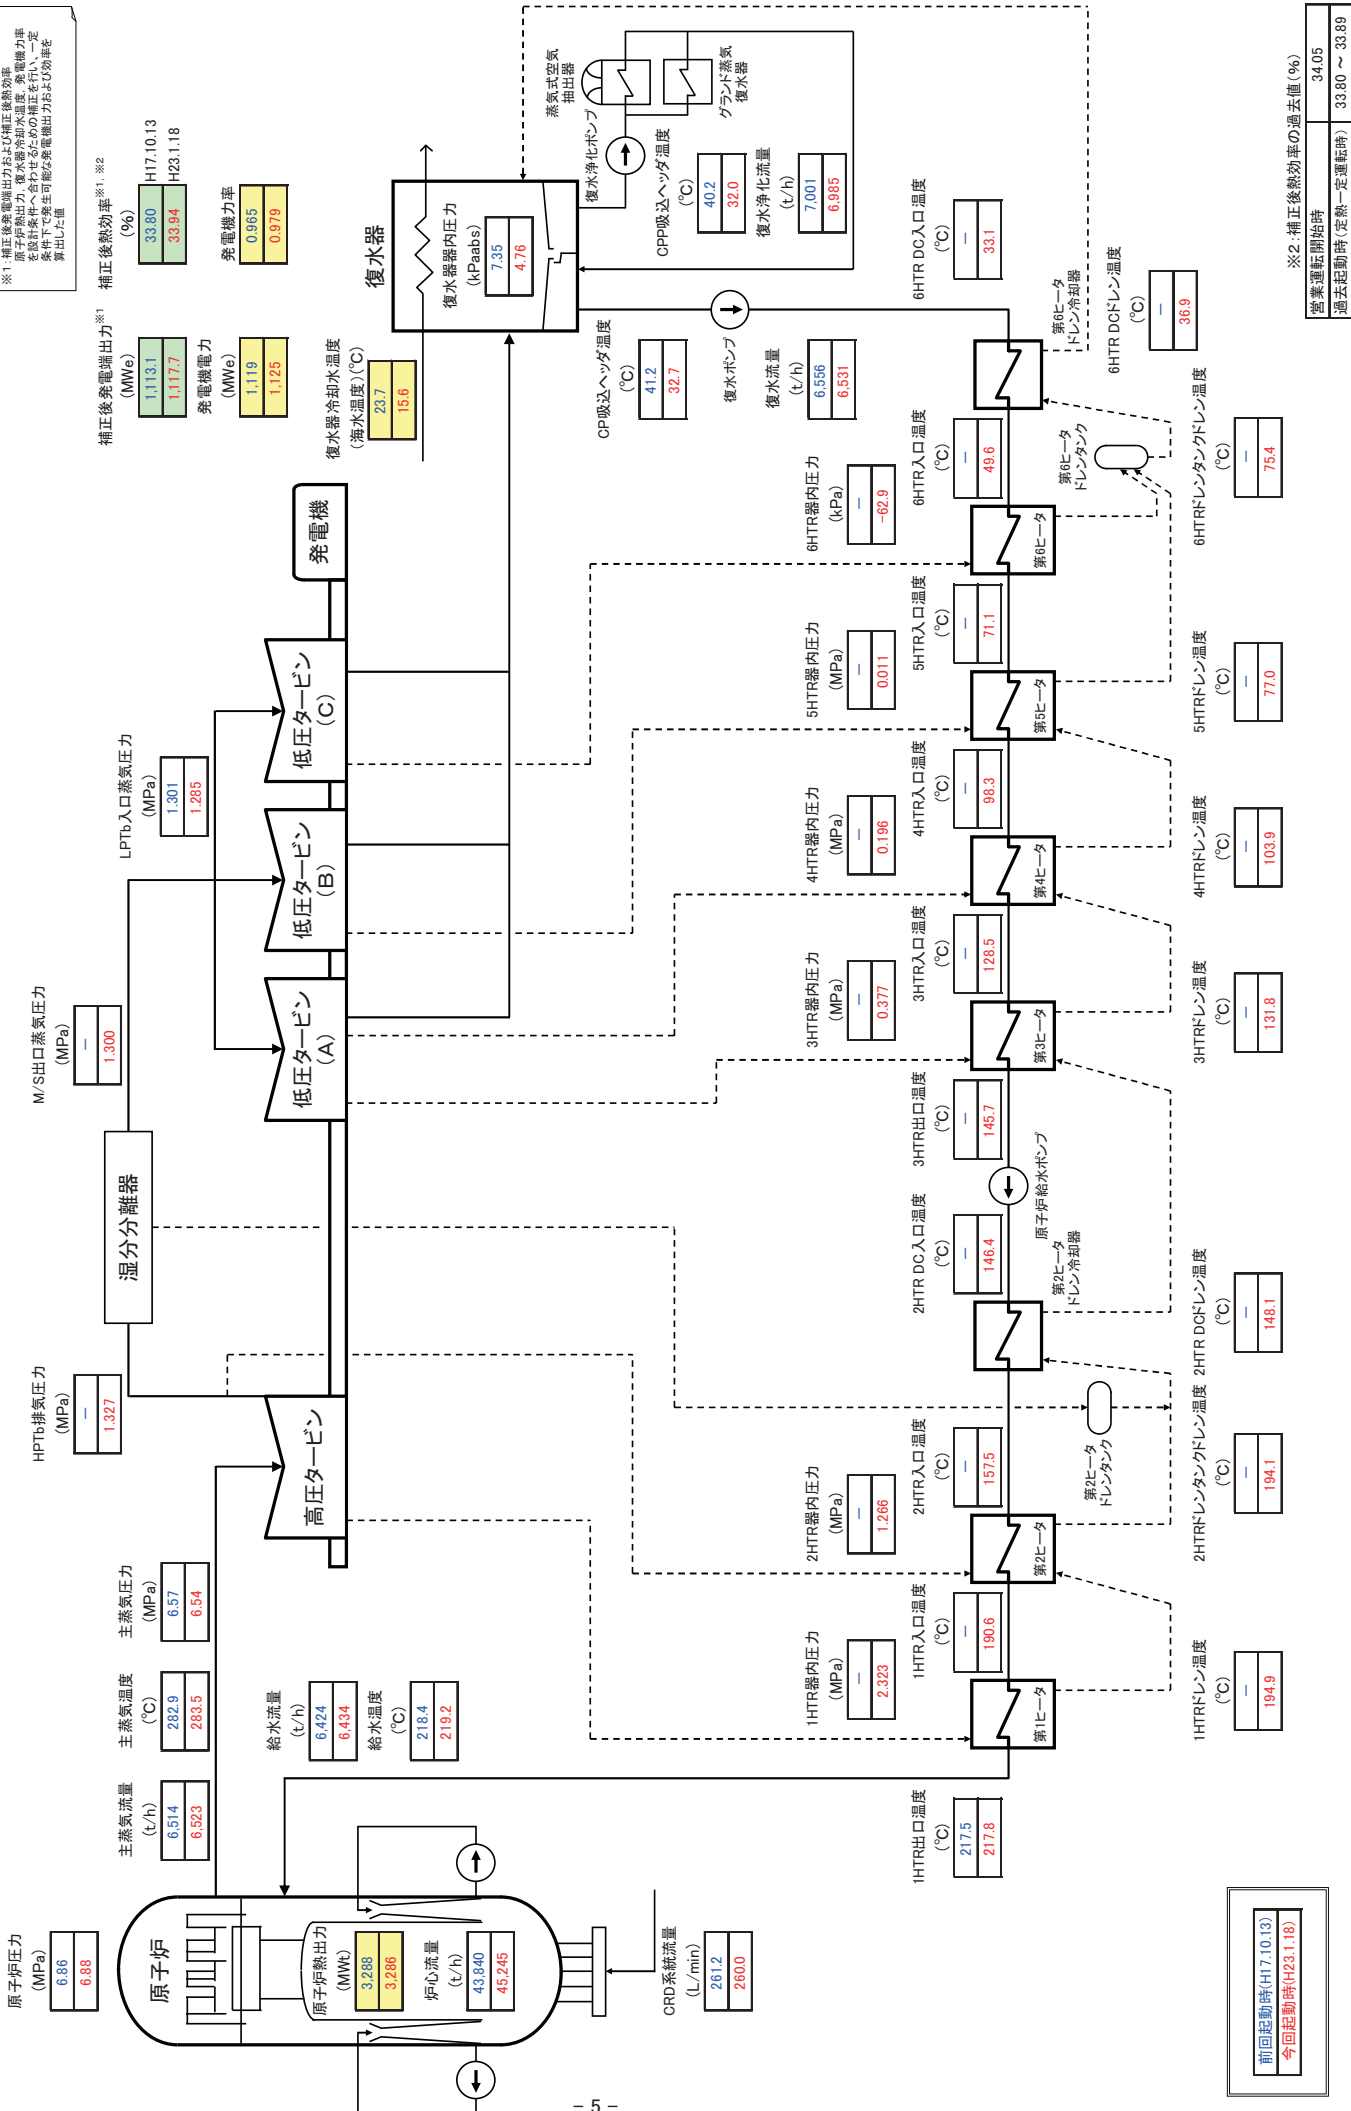 ※1:補正後発電端出力および補正後熱効率
原子炉熱出力、復水器冷却水温度、発電機力率
を設計条件へ合わせるための補正を行い、一定
条件下で発生可能な発電機出力および効率を
算出した値
補正後発電端出力※1
(MWe)
1,113.1
1,117.7
補正後熱効率※1, ※2
(%)
33.80 H17.10.13
33.94 H23.1.18
発電機電力
(MWe)
1,119
1,125
発電機力率
0.965
0.979
原子炉圧力
(MPa)
6.86
6.88
主蒸気流量
(t/h)
6,514
6,523
主蒸気温度
(℃)
282.9
283.5
主蒸気圧力
(MPa)
6.57
6.54
HPTb排気圧力
(MPa)
–
1.327
湿分分離器
M/S出口蒸気圧力
(MPa)
–
1.300
LPTb入口蒸気圧力
(MPa)
1.301
1.285
高圧タービン
低圧タービン
(A)
低圧タービン
(B)
低圧タービン
(C)
発電機
原子炉
原子炉熱出力
(MWt)
3,288
3,286
炉心流量
(t/h)
43,840
45,245
CRD系統流量
(L/min)
261.2
260.0
給水流量
(t/h)
6,424
6,434
給水温度
(℃)
218.4
219.2
復水器冷却水温度
(海水温度)(℃)
23.7
15.6
復水器
復水器器内圧力
(kPaabs)
7.35
4.76
蒸気式空気
抽出器
グランド蒸気
復水器
復水浄化ポンプ
CPP吸込ヘッダ温度
(℃)
40.2
32.0
復水浄化流量
(t/h)
7,001
6,985
CP吸込ヘッダ温度
(℃)
41.2
32.7
復水ポンプ
復水流量
(t/h)
6,556
6,531
1HTR器内圧力
(MPa)
–
2.323
2HTR器内圧力
(MPa)
–
1.266
3HTR器内圧力
(MPa)
–
0.377
4HTR器内圧力
(MPa)
–
0.196
5HTR器内圧力
(MPa)
–
0.011
6HTR器内圧力
(kPa)
–
-62.9
1HTR出口温度
(℃)
217.5
217.8
1HTR入口温度
(℃)
–
190.6
2HTR入口温度
(℃)
–
157.5
2HTR DC入口温度
(℃)
–
146.4
3HTR出口温度
(℃)
–
145.7
3HTR入口温度
(℃)
–
128.5
4HTR入口温度
(℃)
–
98.3
5HTR入口温度
(℃)
–
71.1
6HTR入口温度
(℃)
–
49.6
6HTR DC入口温度
(℃)
–
33.1
第1ヒータ
第2ヒータ
第2ヒータ
ドレンタンク
第2ヒータ
ドレン冷却器
原子炉給水ポンプ
第3ヒータ
第4ヒータ
第5ヒータ
第6ヒータ
第6ヒータ
ドレンタンク
第6ヒータ
ドレン冷却器
1HTRドレン温度
(℃)
–
194.9
2HTRドレンタンクドレン温度
(℃)
–
194.1
2HTR DCドレン温度
(℃)
–
148.1
3HTRドレン温度
(℃)
–
131.8
4HTRドレン温度
(℃)
–
103.9
5HTRドレン温度
(℃)
–
77.0
6HTRドレンタンクドレン温度
(℃)
–
75.4
6HTR DCドレン温度
(℃)
–
36.9
前回起動時(H17.10.13)
今回起動時(H23.1.18)
※2:補正後熱効率の過去値(%)
営業運転開始時 34.05
過去起動時(定熱一定運転時) 33.80 ~ 33.89
- 5 -